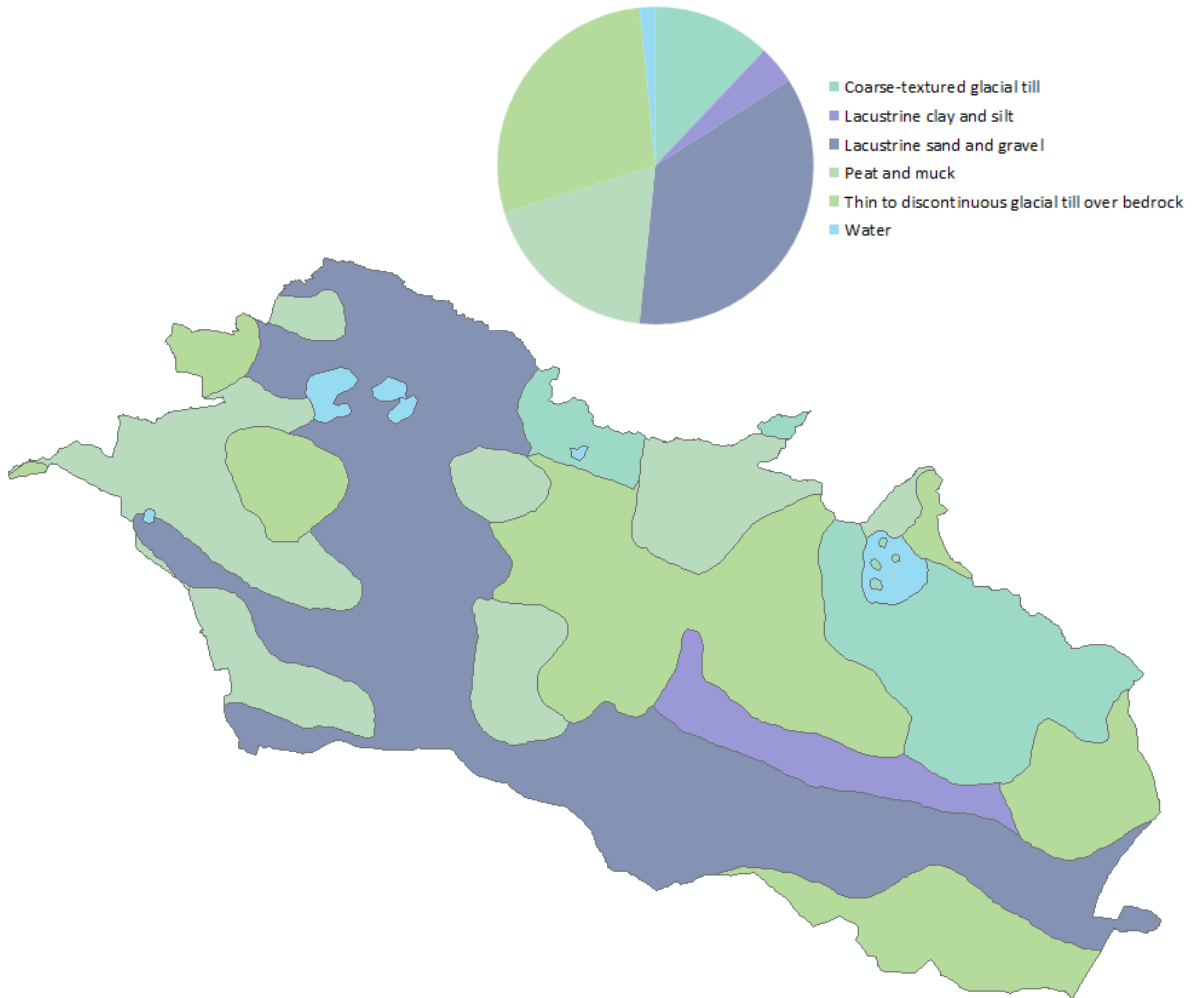 Coarse-textured glacial till
Lacustrine clay and silt
Lacustrine sand and gravel
Peat and muck
Thin to discontinuous glacial till over bedrock
Water